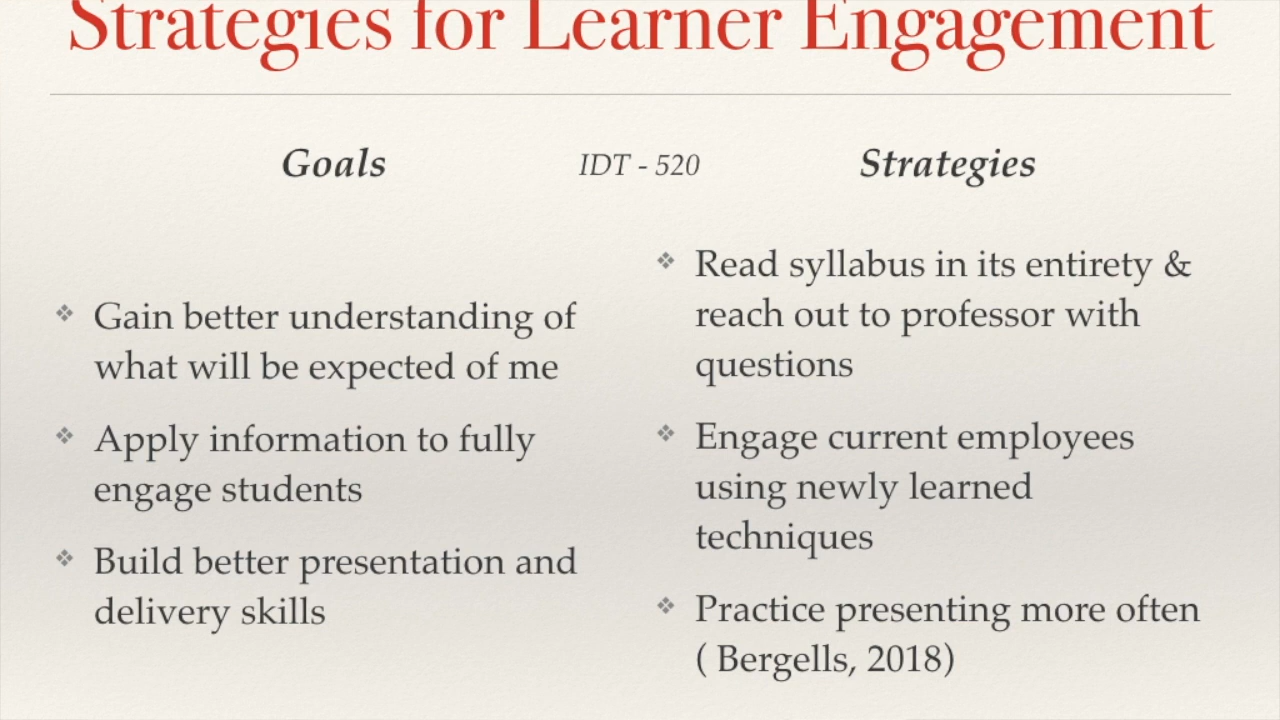 Strategies for Learner Engagement
Goals
IDT - 520
Strategies
Gain better understanding of
what will be expected of me
Apply information to fully
engage students
Build better presentation and
delivery skills
Read syllabus in its entirety &
reach out to professor with
questions
Engage current employees
using newly learned
techniques
Practice presenting more often
( Bergells, 2018)